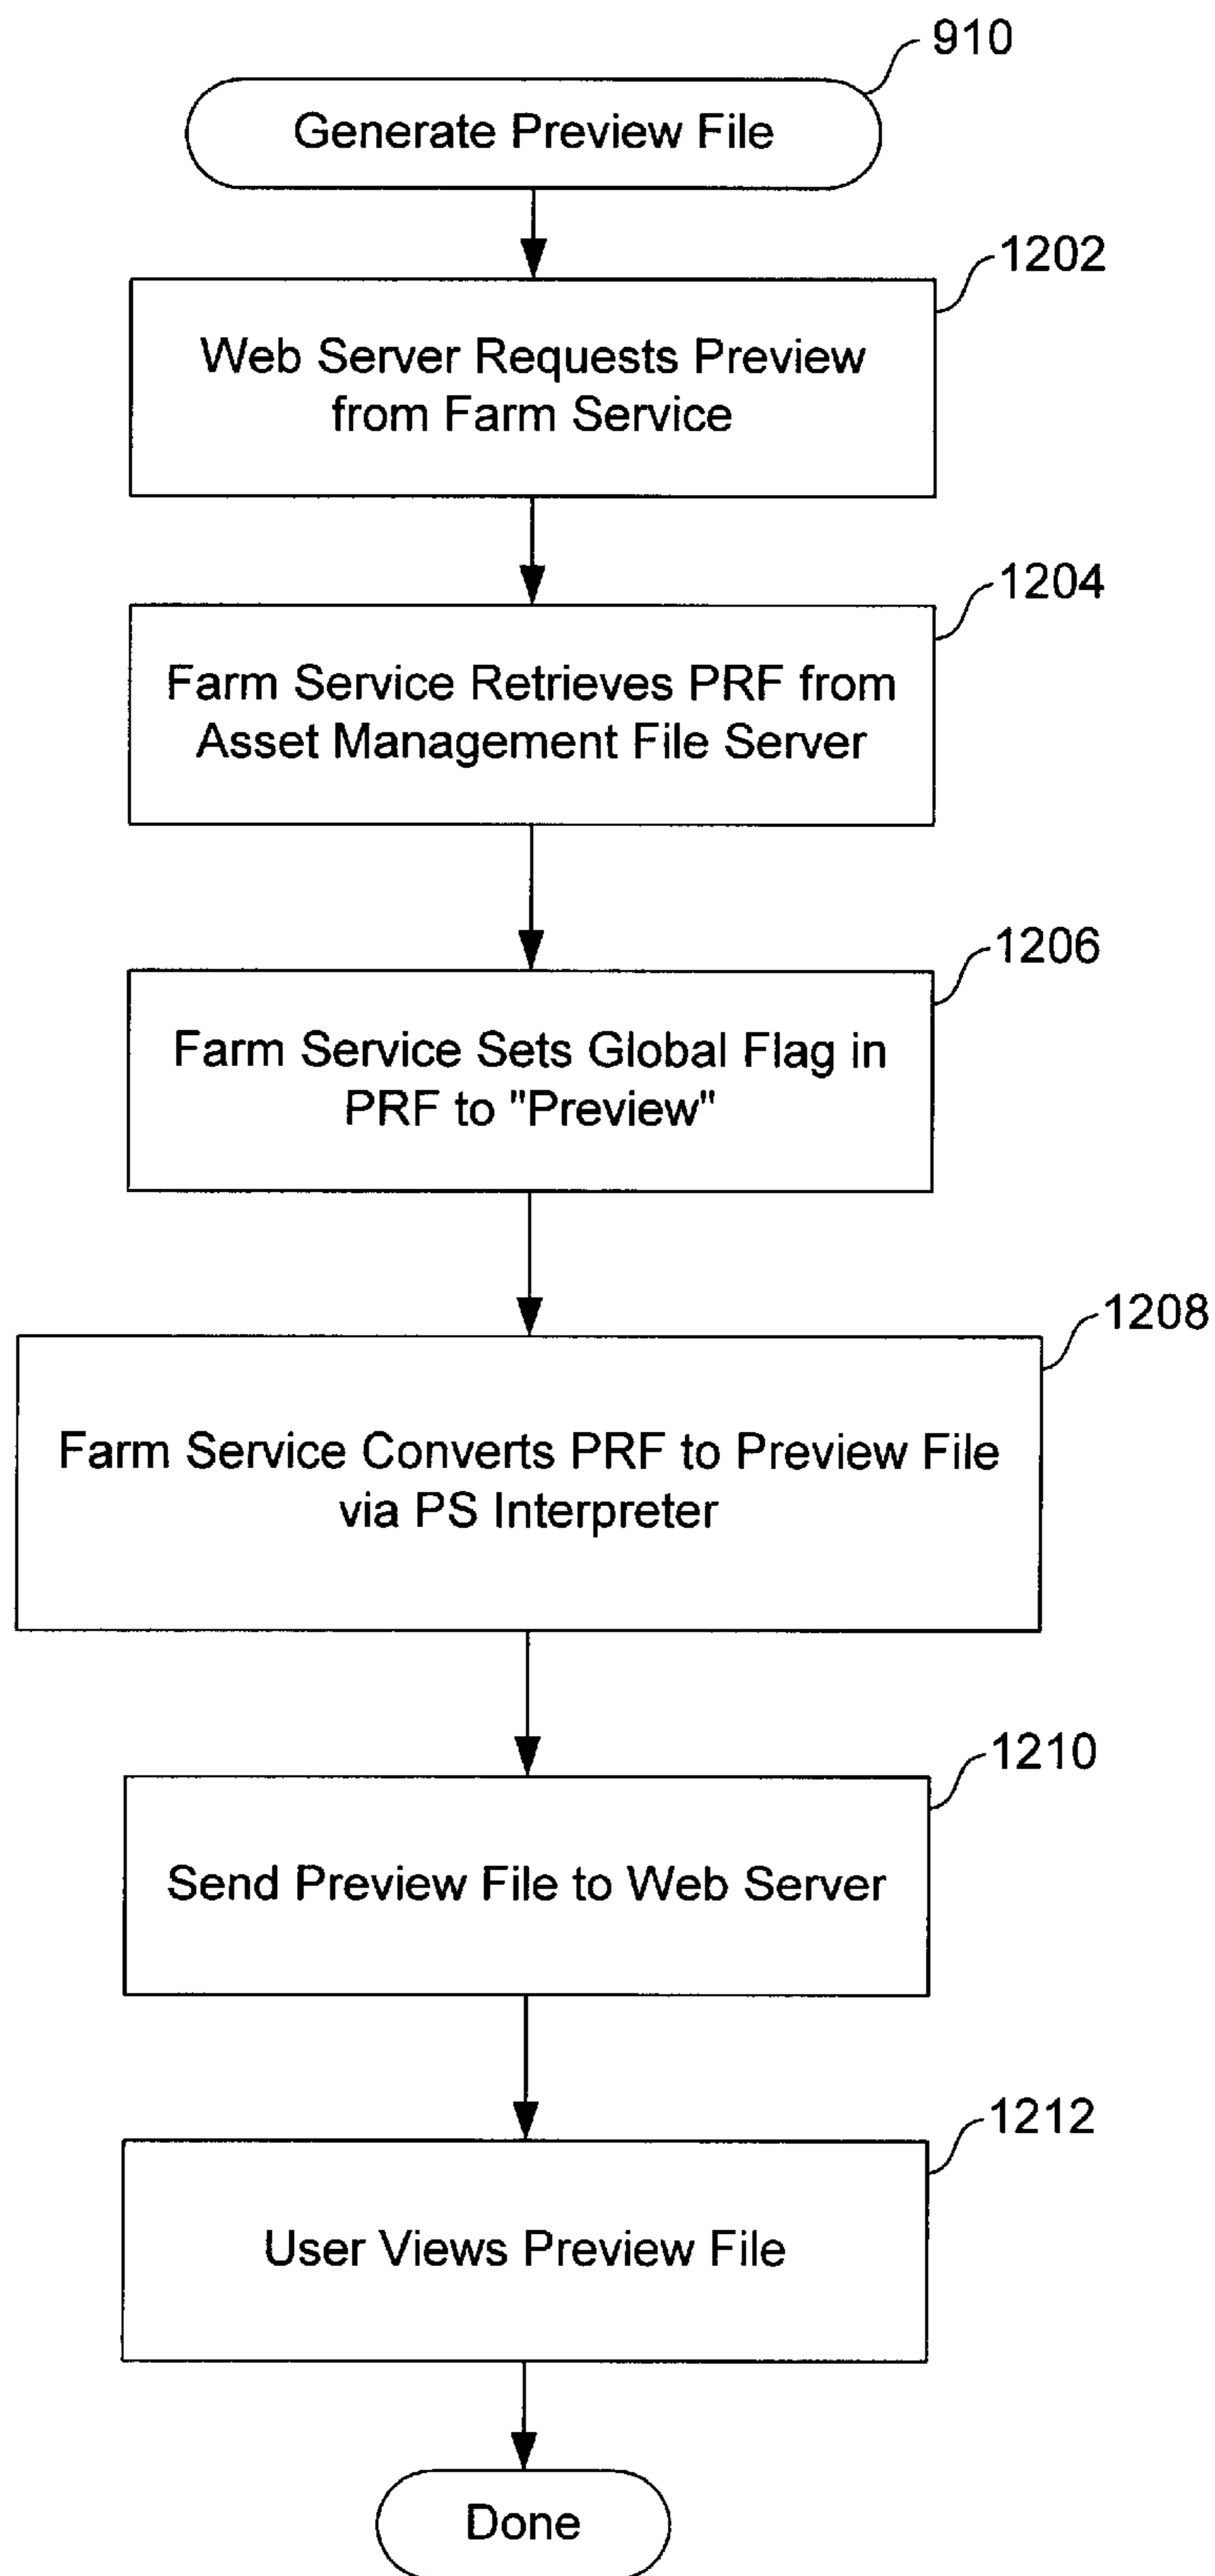 910
Generate Preview File
1202
Web Server Requests Preview
from Farm Service
1204
Farm Service Retrieves PRF from
Asset Management File Server
1206
Farm Service Sets Global Flag in
PRF to "Preview"
1208
Farm Service Converts PRF to Preview File
via PS Interpreter
1210
Send Preview File to Web Server
1212
User Views Preview File
Done